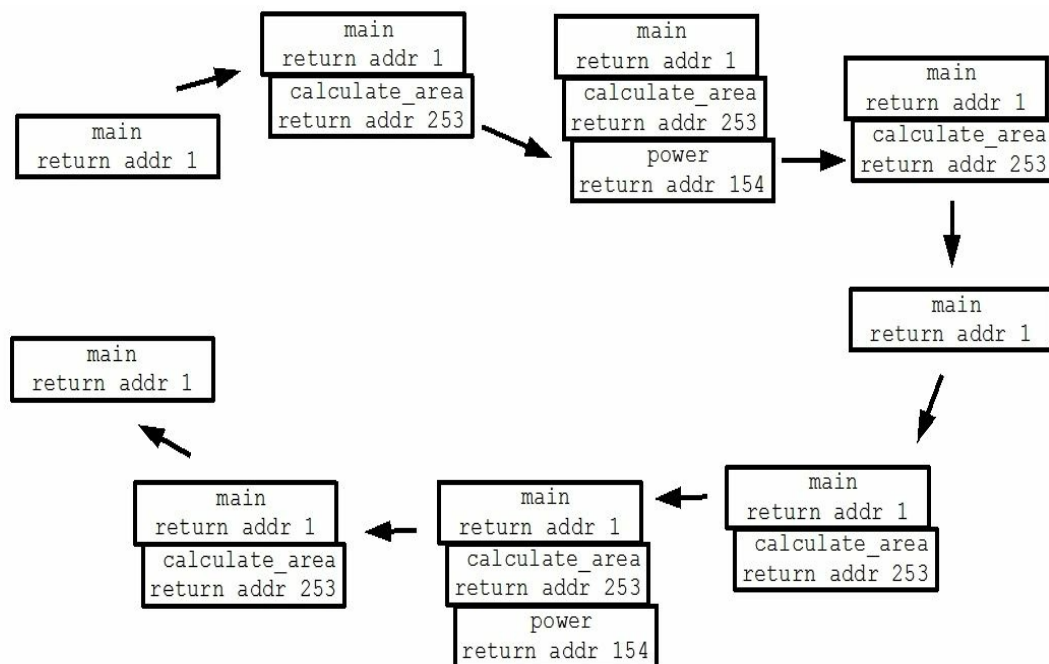 main
return addr 1
main
return addr 1
calculate_area
return addr 253
main
return addr 1
calculate_area
return addr 253
power
return addr 154
main
return addr 1
calculate_area
return addr 253
main
return addr 1
main
return addr 1
calculate_area
return addr 253
main
return addr 1
calculate_area
return addr 253
power
return addr 154
main
return addr 1
calculate_area
return addr 253
main
return addr 1